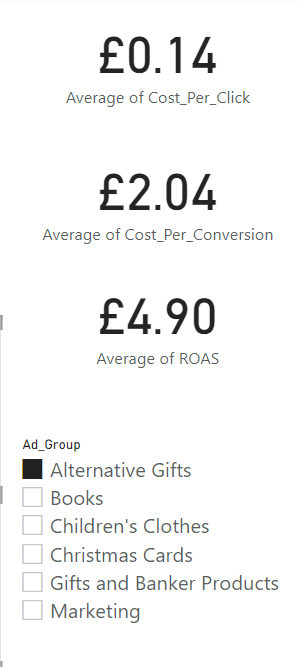 £0.14
Average of Cost_Per_Click
£2.04
Average of Cost_Per_Conversion
£4.90
Average of ROAS
Ad_Group
Alternative Gifts
Books
Children's Clothes
Christmas Cards
Gifts and Banker Products
Marketing